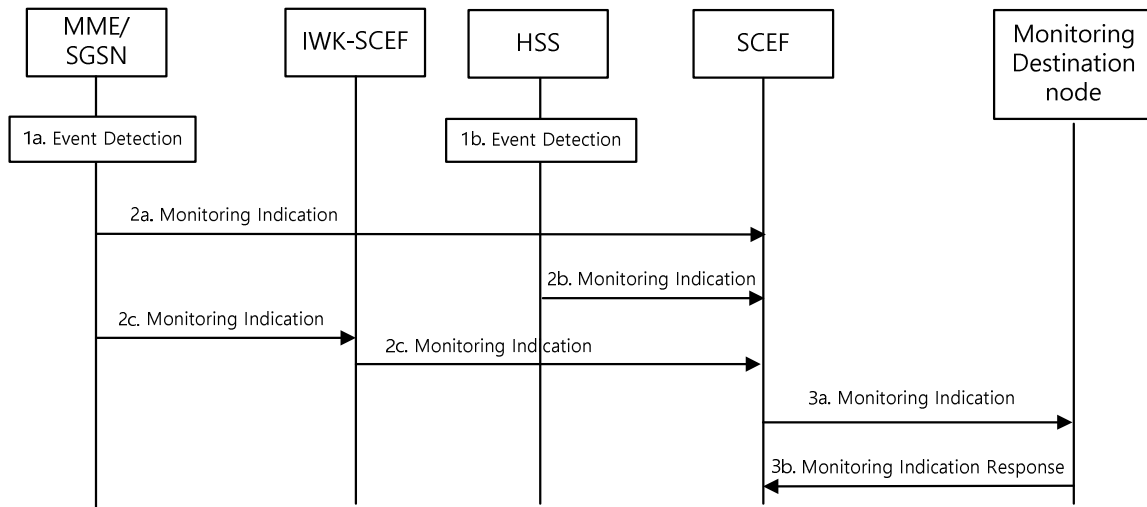 MME/
SGSN
IWK-SCEF
HSS
SCEF
Monitoring
Destination
node
1a. Event Detection
1b. Event Detection
2a. Monitoring Indication
2b. Monitoring Indication
2c. Monitoring Indication
2c. Monitoring Indication
3a. Monitoring Indication
3b. Monitoring Indication Response